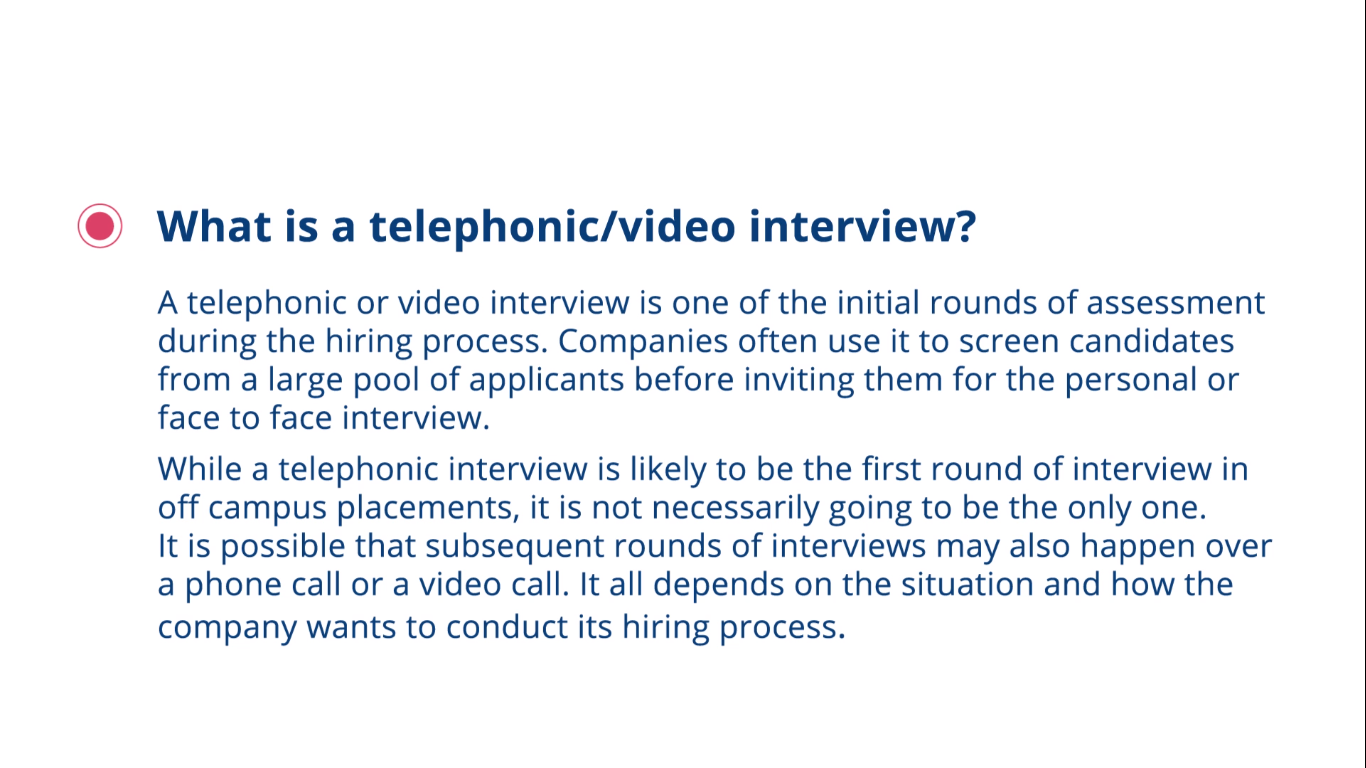 What is a telephonic/video interview?
A telephonic or video interview is one of the initial rounds of assessment
during the hiring process. Companies often use it to screen candidates
from a large pool of applicants before inviting them for the personal or
face to face interview.
While a telephonic interview is likely to be the first round of interview in
off campus placements, it is not necessarily going to be the only one.
It is possible that subsequent rounds of interviews may also happen over
a phone call or a video call. It all depends on the situation and how the
company wants to conduct its hiring process.